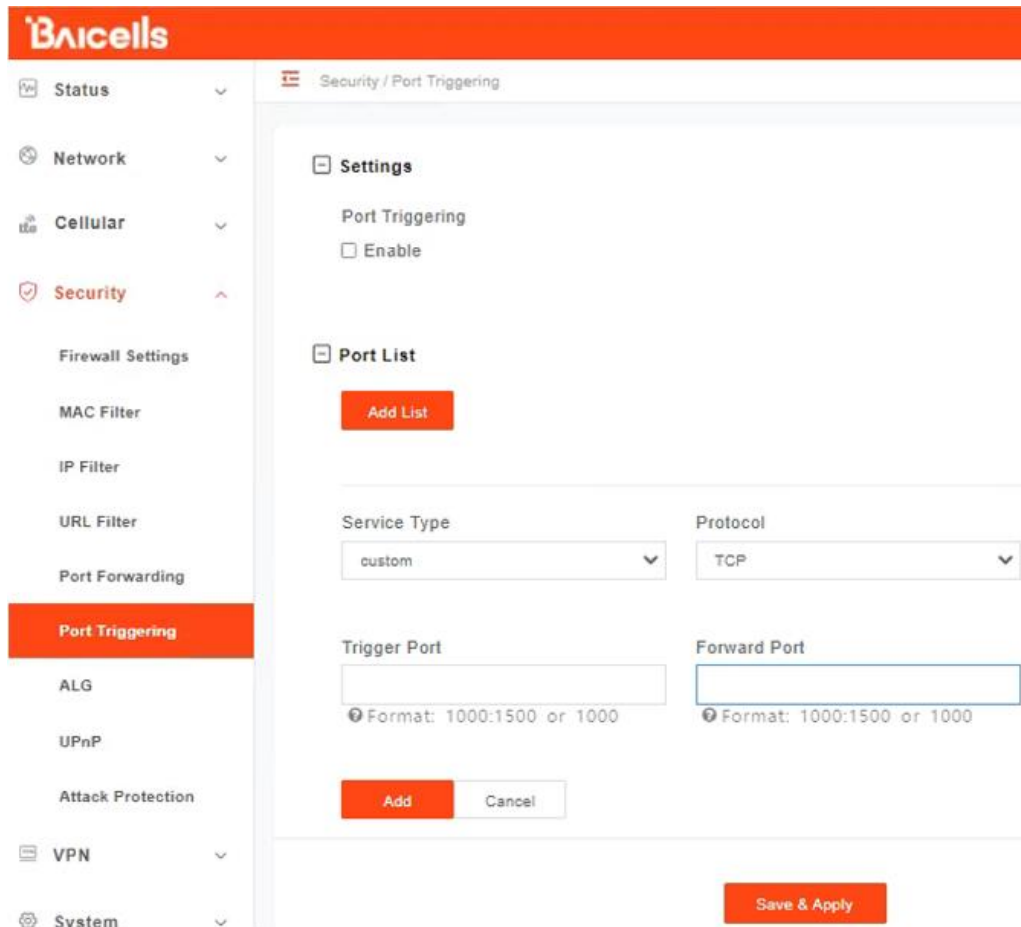 Baicells
Status
Security / Port Triggering
Network
Settings
Port Triggering
Cellular
Enable
Security
Firewall Settings
Port List
MAC Filter
Add List
IP Filter
URL Filter
Service Type Protocol
custom TCP
Port Forwarding
Port Triggering
Trigger Port Forward Port
ALG
Format: 1000:1500 or 1000 Format: 1000:1500 or 1000
UPnP
Attack Protection
Add Cancel
VPN
Save & Apply
System